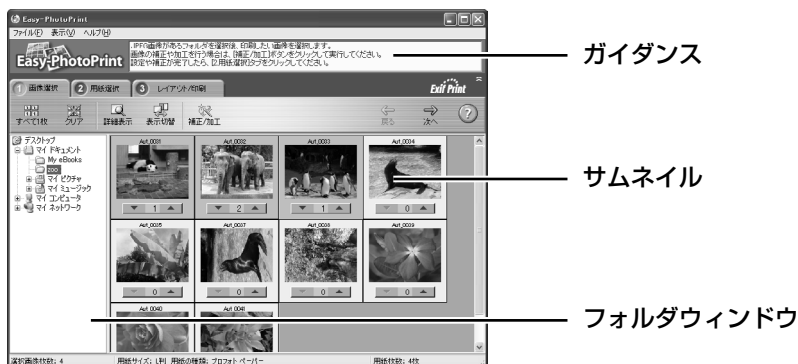 Easy-PhotoPrint
ファイル(F) 表示(V) ヘルプ(H)
Easy-PhotoPrint
JPEG画像があるフォルダを選択後、印刷したい画像を選択します。
画像の補正や加工を行う場合は、[補正/加工]ボタンをクリックして実行してください。
設定や補正が完了したら、[2.用紙選択]タブをクリックしてください。
ガイダンス
1 画像選択 2 用紙選択 3 レイアウト/印刷
Exif Print
すべて1枚 クリア 詳細表示 表示切替 補正/加工 戻る 次へ ?
デスクトップ
マイ ドキュメント
My eBooks
zoo
マイ ピクチャ
マイ ミュージック
マイ コンピュータ
マイ ネットワーク
Aut_0031 Aut_0032 Aut_0033 Aut_0034
1 2 1 0
サムネイル
Aut_0035 Aut_0037 Aut_0038 Aut_0039
0 0 0 0
Aut_0040 Aut_0041
フォルダウィンドウ
選択画像枚数: 4 用紙サイズ: L判 用紙の種類: プロフォト ペーパー 用紙枚数: 4枚